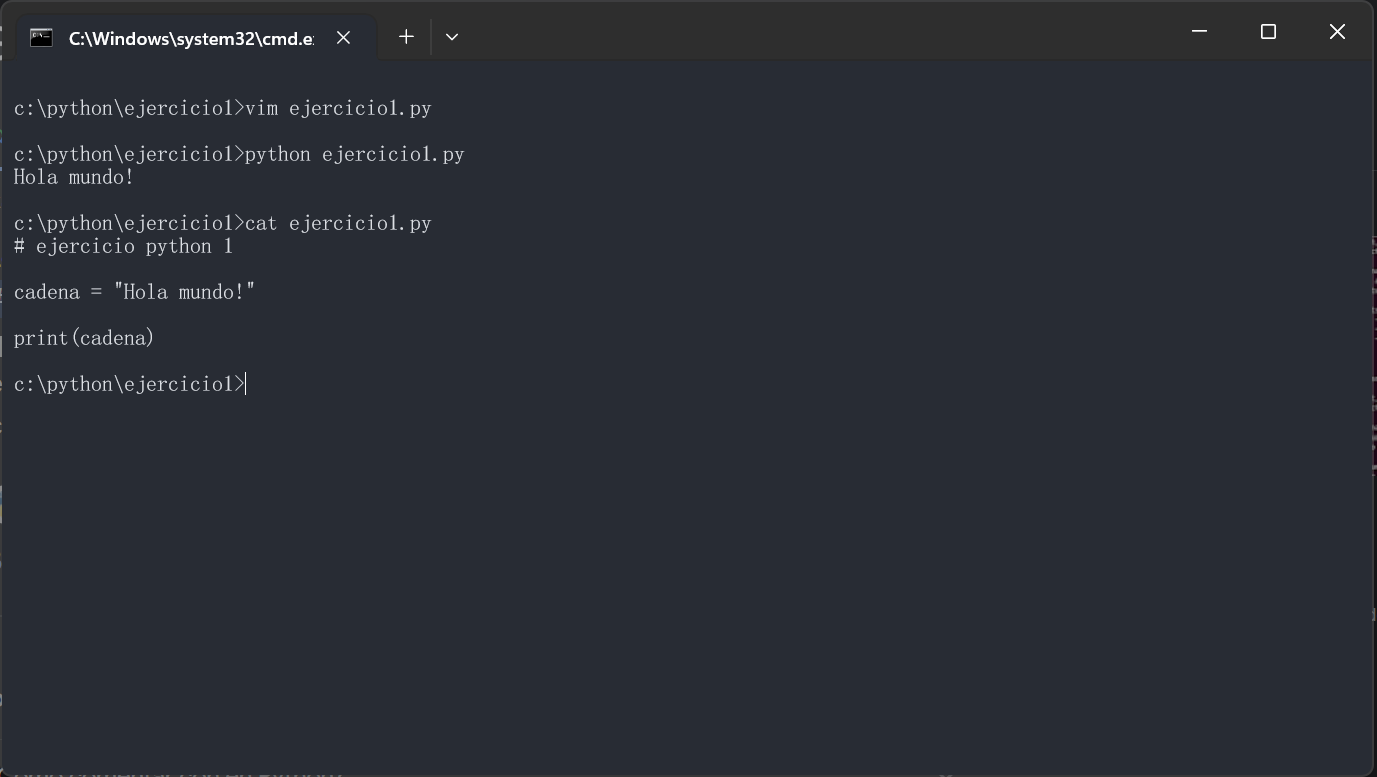 C:\Windows\system32\cmd.e
c:\python\ejercicio1>vim ejercicio1.py
c:\python\ejercicio1>python ejercicio1.py
Hola mundo!
c:\python\ejercicio1>cat ejercicio1.py
# ejercicio python 1
cadena = "Hola mundo!"
print(cadena)
c:\python\ejercicio1>